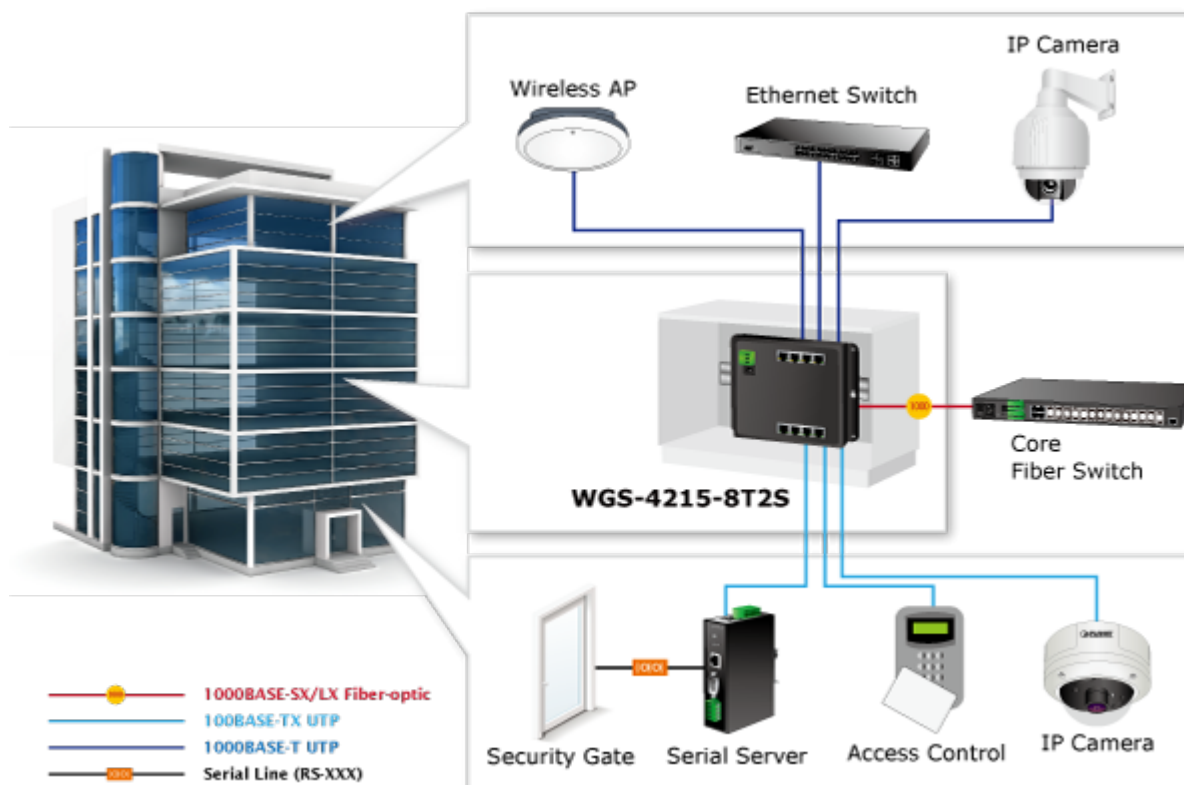 IP Camera
Wireless AP
Ethernet Switch
Core
Fiber Switch
WGS-4215-8T2S
1000BASE-SX/LX Fiber-optic
100BASE-TX UTP
1000BASE-T UTP
Serial Line (RS-XXX)
Security Gate
Serial Server
Access Control
IP Camera